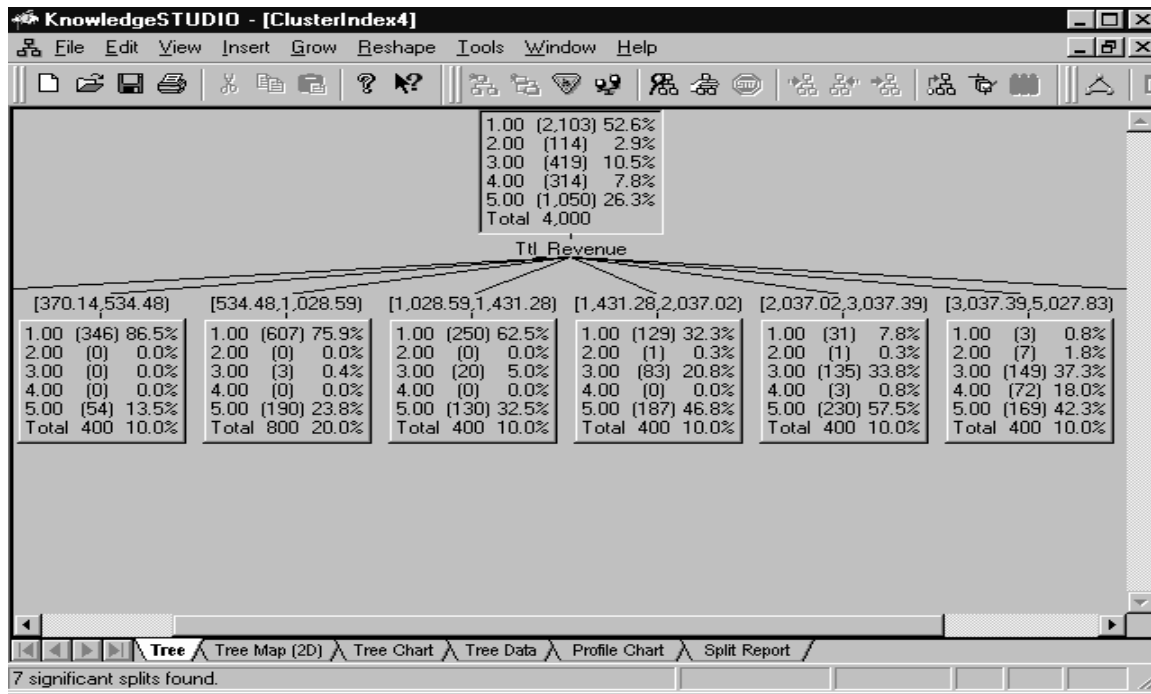 KnowledgeSTUDIO - [ClusterIndex4]
File Edit View Insert Grow Reshape Tools Window Help
1.00 (2,103) 52.6%
2.00 (114) 2.9%
3.00 (419) 10.5%
4.00 (314) 7.8%
5.00 (1,050) 26.3%
Total 4,000
Ttl_Revenue
[370.14,534.48) [534.48,1,028.59) [1,028.59,1,431.28) [1,431.28,2,037.02) [2,037.02,3,037.39) [3,037.39,5,027.83)
1.00 (346) 86.5% 1.00 (607) 75.9% 1.00 (250) 62.5% 1.00 (129) 32.3% 1.00 (31) 7.8% 1.00 (3) 0.8%
2.00 (0) 0.0% 2.00 (0) 0.0% 2.00 (0) 0.0% 2.00 (1) 0.3% 2.00 (1) 0.3% 2.00 (7) 1.8%
3.00 (0) 0.0% 3.00 (3) 0.4% 3.00 (20) 5.0% 3.00 (83) 20.8% 3.00 (135) 33.8% 3.00 (149) 37.3%
4.00 (0) 0.0% 4.00 (0) 0.0% 4.00 (0) 0.0% 4.00 (0) 0.0% 4.00 (3) 0.8% 4.00 (72) 18.0%
5.00 (54) 13.5% 5.00 (190) 23.8% 5.00 (130) 32.5% 5.00 (187) 46.8% 5.00 (230) 57.5% 5.00 (169) 42.3%
Total 400 10.0% Total 800 20.0% Total 400 10.0% Total 400 10.0% Total 400 10.0% Total 400 10.0%
Tree Tree Map (2D) Tree Chart Tree Data Profile Chart Split Report
7 significant splits found.